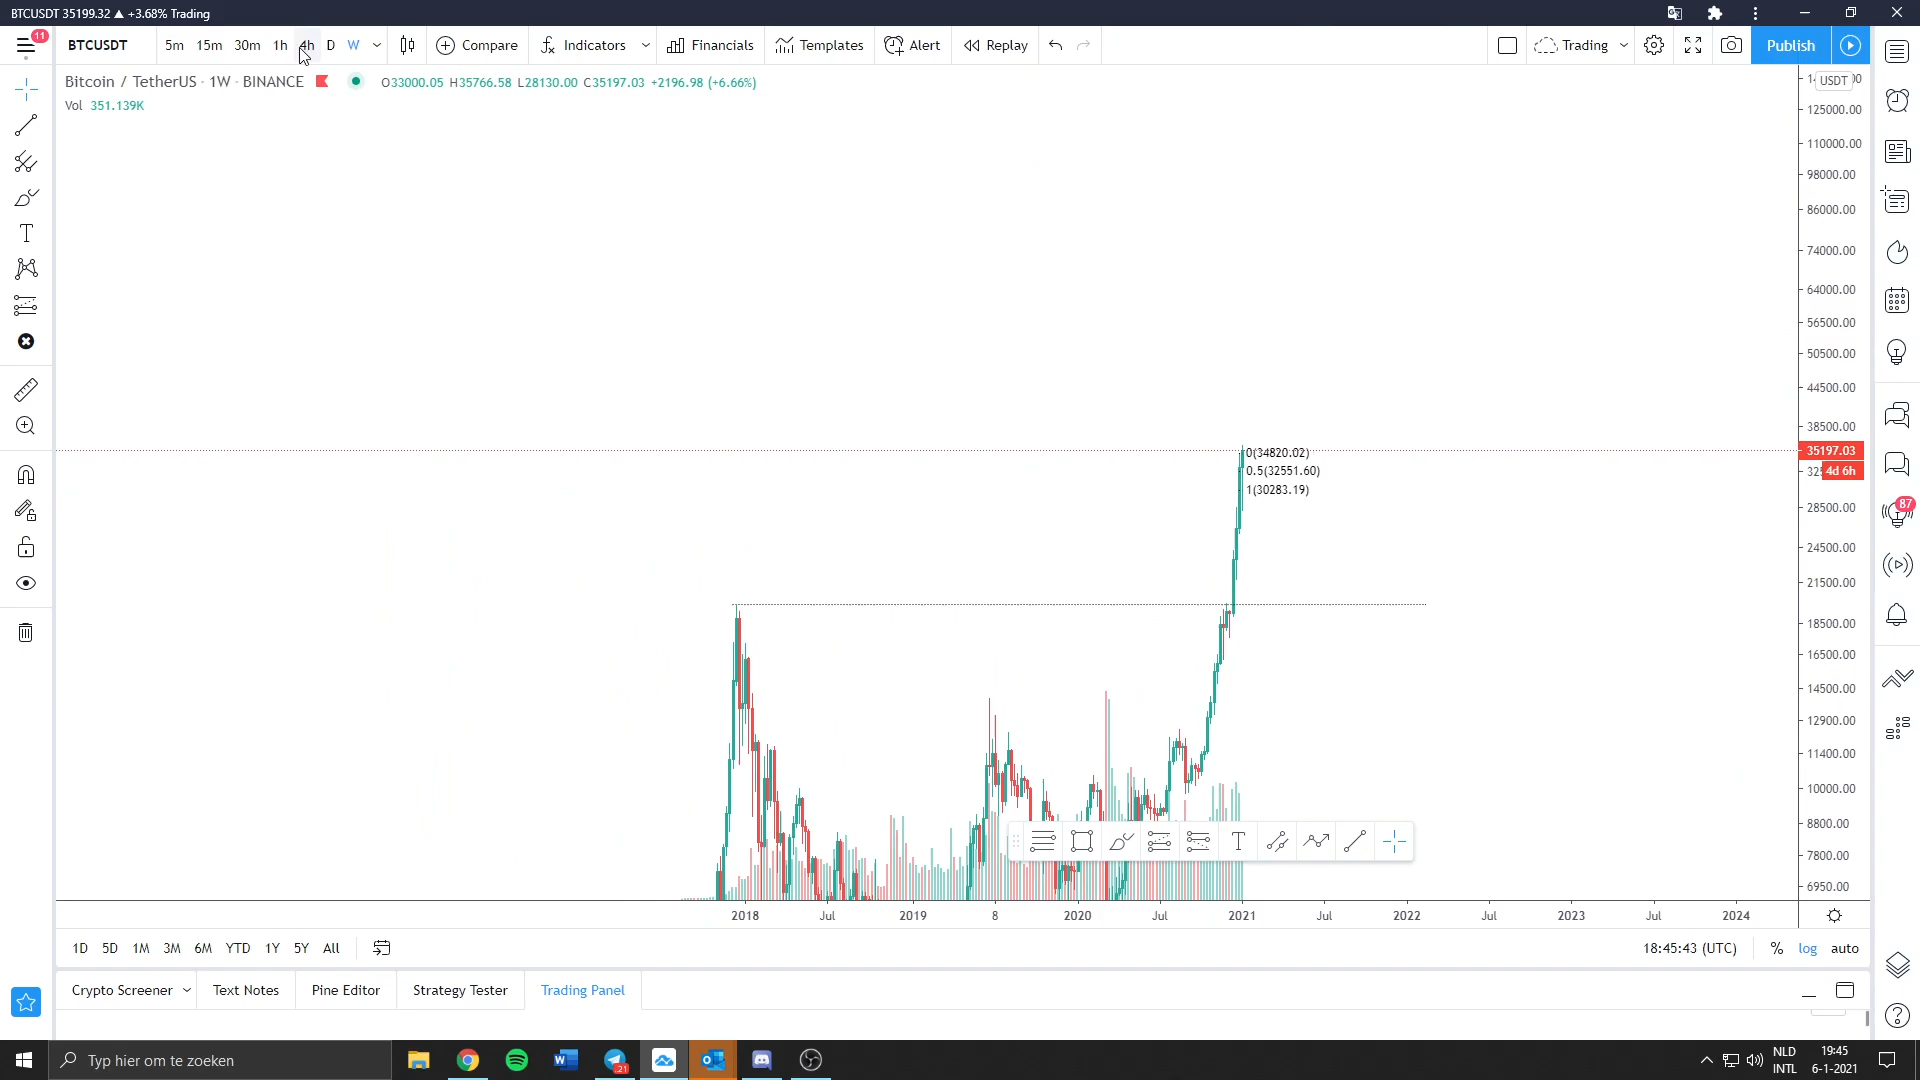 BTCUSDT 35199.32 ▲ +3.68% Trading
11
BTCUSDT 5m 15m 30m 1h 4h D W Compare Indicators Financials Templates Alert Replay Trading Publish
Bitcoin / TetherUS · 1W · BINANCE O33000.05 H35766.58 L28130.00 C35197.03 +2196.98 (+6.66%)
Vol 351.139K
USDT
125000.00
110000.00
98000.00
86000.00
74000.00
64000.00
56500.00
50500.00
44500.00
38500.00
35197.03
4d 6h
28500.00
24500.00
21500.00
18500.00
16500.00
14500.00
12900.00
11400.00
10000.00
8800.00
7800.00
6950.00
0(34820.02)
0.5(32551.60)
1(30283.19)
87
2018 Jul 2019 8 2020 Jul 2021 Jul 2022 Jul 2023 Jul 2024
1D 5D 1M 3M 6M YTD 1Y 5Y All 18:45:43 (UTC) % log auto
Crypto Screener Text Notes Pine Editor Strategy Tester Trading Panel
Typ hier om te zoeken
21
NLD
INTL
19:45
6-1-2021